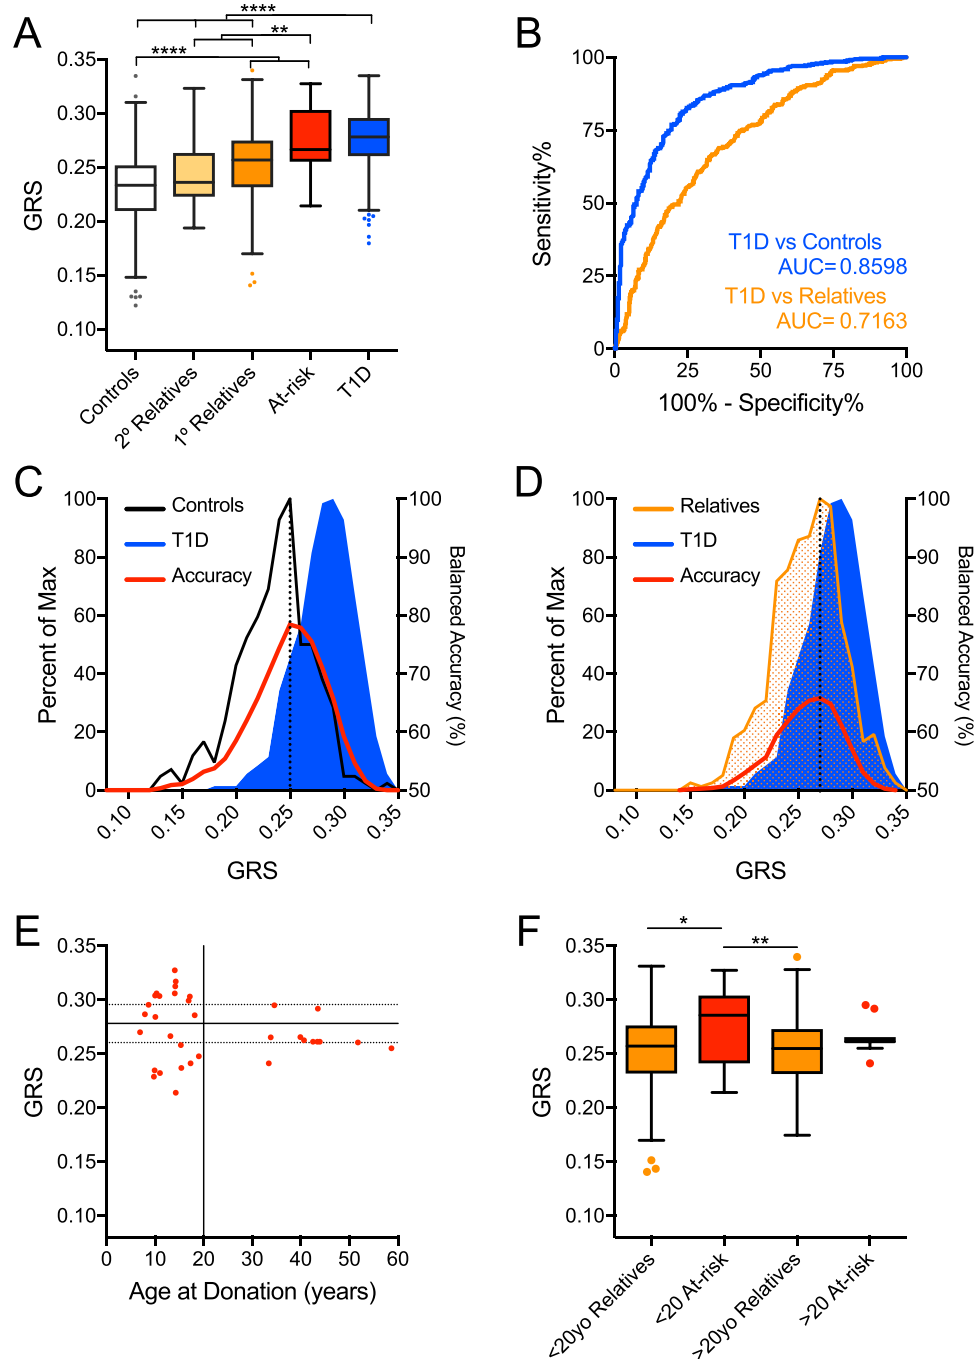 A
****
**
****
0.35
0.30
0.25
0.20
0.15
0.10
GRS
Controls
2º Relatives
1º Relatives
At-risk
T1D
B
100
75
50
25
0
Sensitivity%
T1D vs Controls
AUC= 0.8598
T1D vs Relatives
AUC= 0.7163
0 25 50 75 100
100% - Specificity%
C
100
80
60
40
20
0
Percent of Max
Controls
T1D
Accuracy
100
90
80
70
60
50
Balanced Accuracy (%)
0.10 0.15 0.20 0.25 0.30 0.35
GRS
D
100
80
60
40
20
0
Percent of Max
Relatives
T1D
Accuracy
100
90
80
70
60
50
Balanced Accuracy (%)
0.10 0.15 0.20 0.25 0.30 0.35
GRS
E
0.35
0.30
0.25
0.20
0.15
0.10
GRS
0 10 20 30 40 50 60
Age at Donation (years)
F
*
**
0.35
0.30
0.25
0.20
0.15
0.10
GRS
<20yo Relatives
<20 At-risk
>20yo Relatives
>20 At-risk